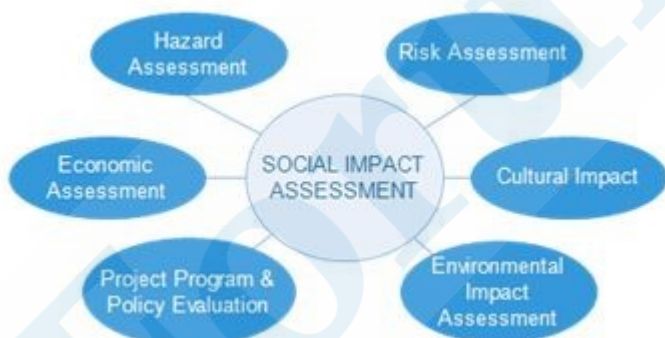 Hazard
Assessment
Risk Assessment
Economic
Assessment
SOCIAL IMPACT
ASSESSMENT
Cultural Impact
Project Program &
Policy Evaluation
Environmental
Impact
Assessment